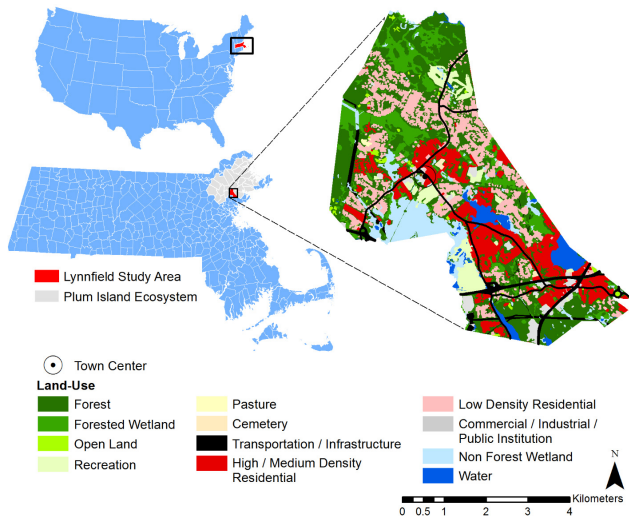 Lynnfield Study Area
Plum Island Ecosystem
Town Center
Land-Use
Forest
Forested Wetland
Open Land
Recreation
Pasture
Cemetery
Transportation / Infrastructure
High / Medium Density
Residential
Low Density Residential
Commercial / Industrial /
Public Institution
Non Forest Wetland
Water
N
Kilometers
0 0.5 1 2 3 4